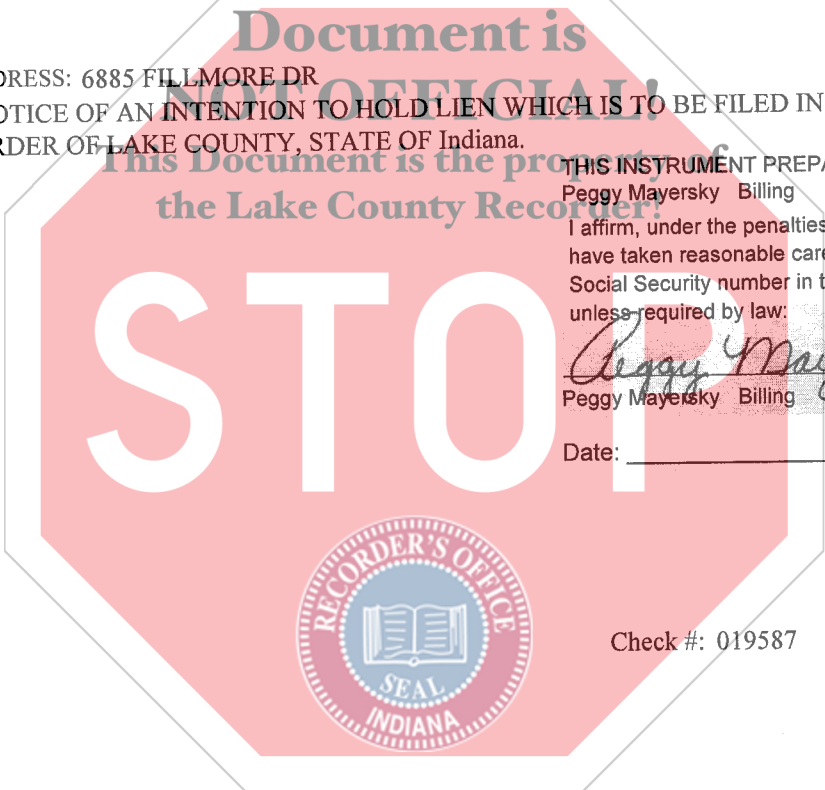 Document is
NOT OFFICIAL!
This Document is the property of
the Lake County Recorder!
DRESS: 6885 FILLMORE DR
OTICE OF AN INTENTION TO HOLD LIEN WHICH IS TO BE FILED IN
RDER OF LAKE COUNTY, STATE OF Indiana.
THIS INSTRUMENT PREPA
Peggy Mayersky Billing
I affirm, under the penalties
have taken reasonable care
Social Security number in t
unless required by law:
Peggy May
Peggy Mayersky Billing
Date:
STOP
RECORDER'S OFFICE
SEAL
INDIANA
Check #: 019587